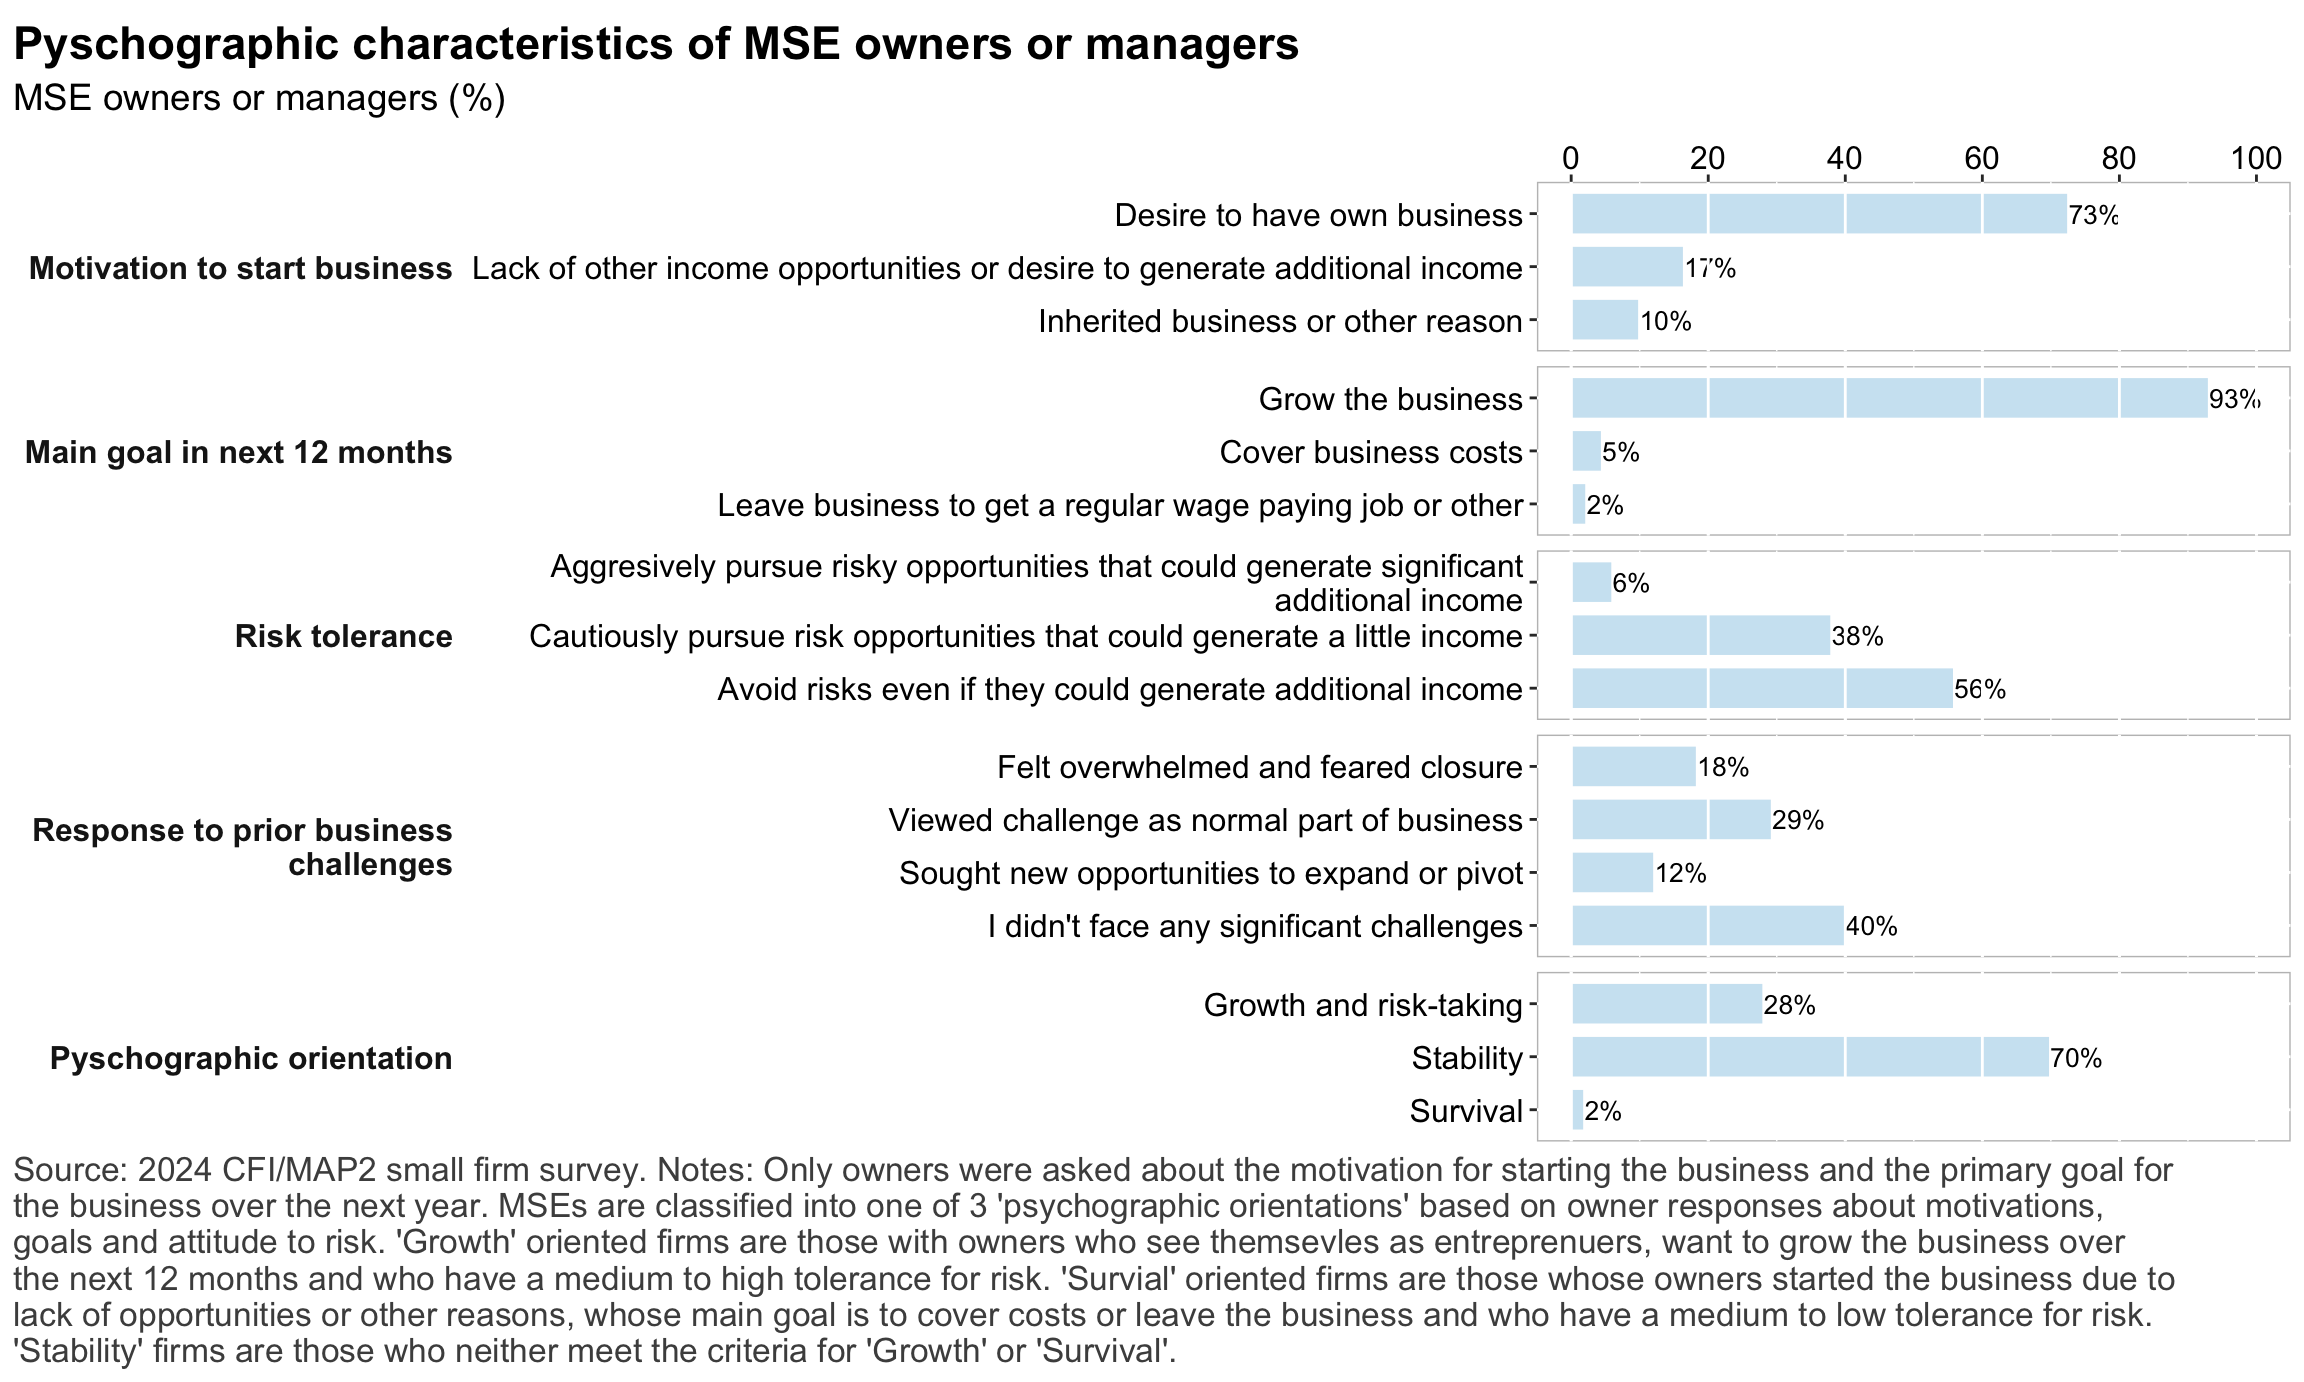 Pyschographic characteristics of MSE owners or managers
MSE owners or managers (%)
0 20 40 60 80 100
Motivation to start business
Desire to have own business 73%
Lack of other income opportunities or desire to generate additional income 17%
Inherited business or other reason 10%
Main goal in next 12 months
Grow the business 93%
Cover business costs 5%
Leave business to get a regular wage paying job or other 2%
Risk tolerance
Aggresively pursue risky opportunities that could generate significant
additional income 6%
Cautiously pursue risk opportunities that could generate a little income 38%
Avoid risks even if they could generate additional income 56%
Response to prior business
challenges
Felt overwhelmed and feared closure 18%
Viewed challenge as normal part of business 29%
Sought new opportunities to expand or pivot 12%
I didn't face any significant challenges 40%
Pyschographic orientation
Growth and risk-taking 28%
Stability 70%
Survival 2%
Source: 2024 CFI/MAP2 small firm survey. Notes: Only owners were asked about the motivation for starting the business and the primary goal for
the business over the next year. MSEs are classified into one of 3 'psychographic orientations' based on owner responses about motivations,
goals and attitude to risk. 'Growth' oriented firms are those with owners who see themsevles as entreprenuers, want to grow the business over
the next 12 months and who have a medium to high tolerance for risk. 'Survial' oriented firms are those whose owners started the business due to
lack of opportunities or other reasons, whose main goal is to cover costs or leave the business and who have a medium to low tolerance for risk.
'Stability' firms are those who neither meet the criteria for 'Growth' or 'Survival'.